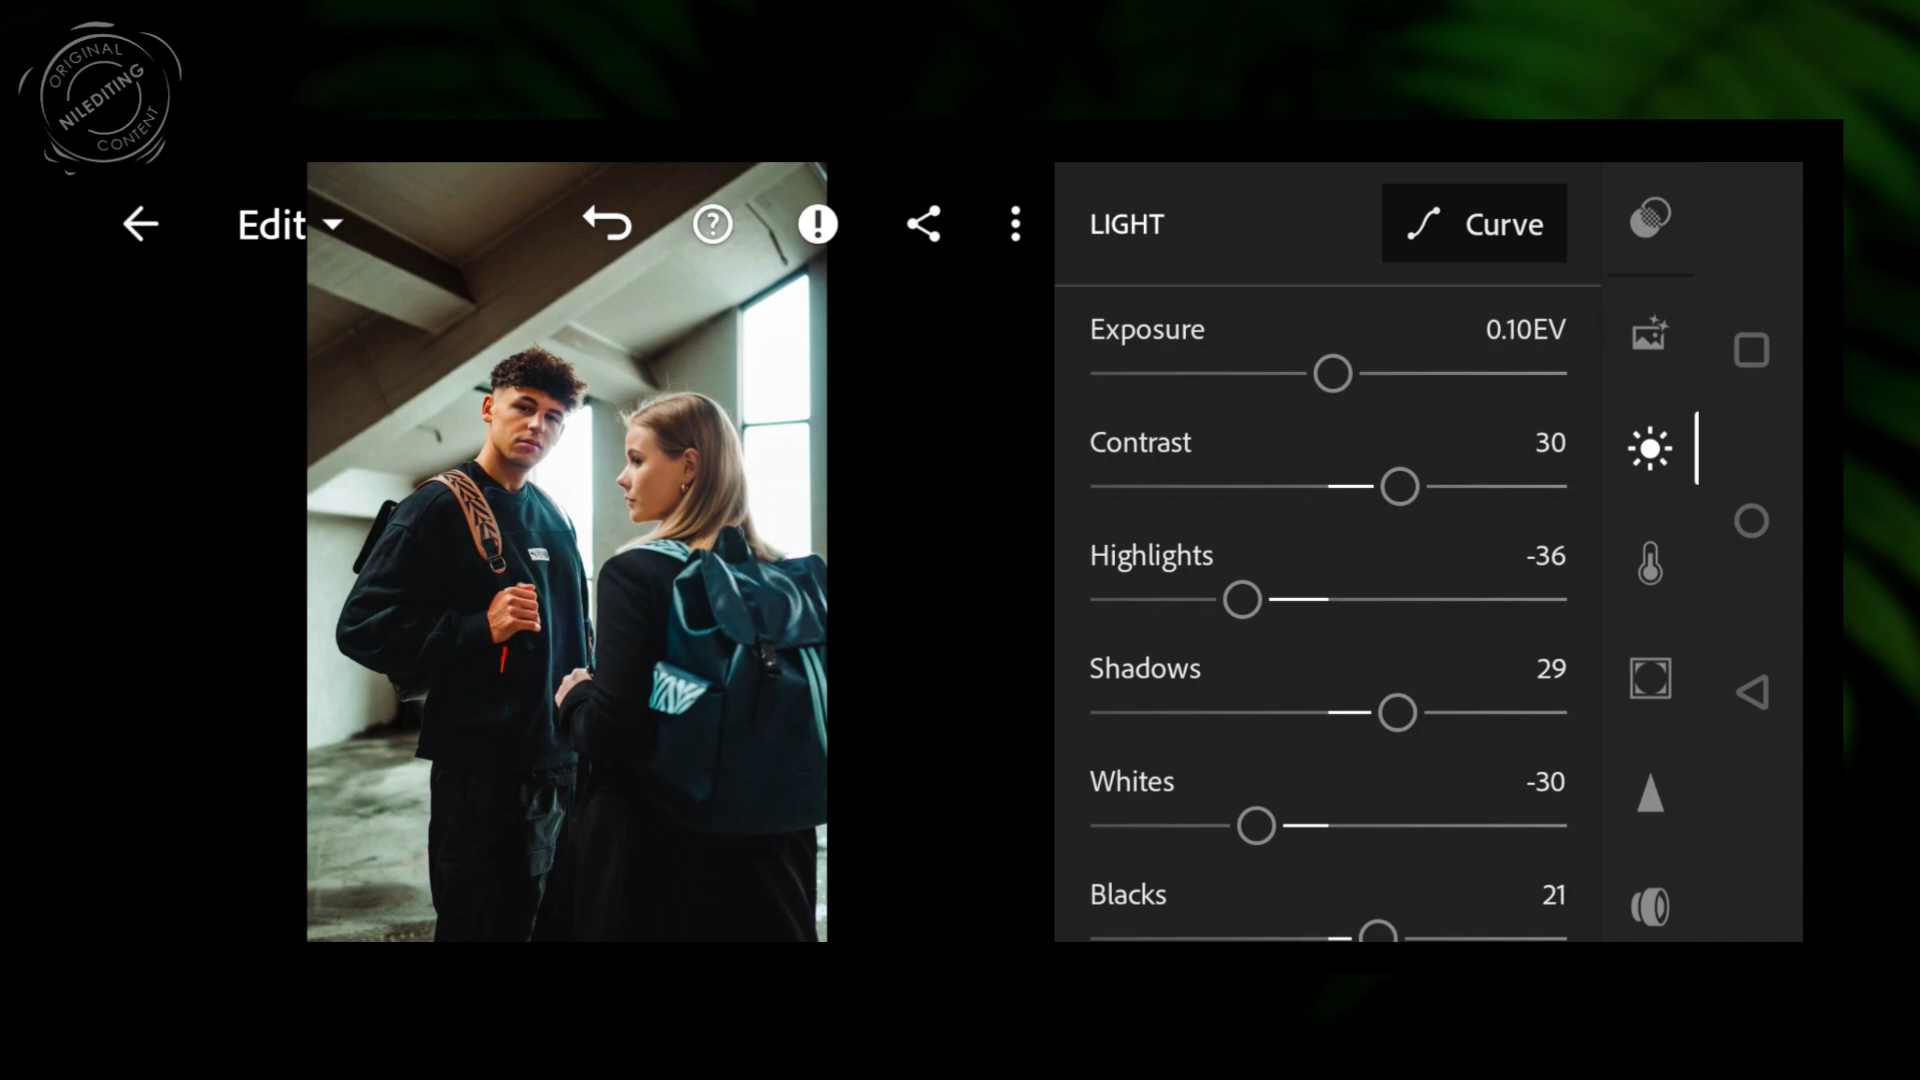 ORIGINAL
NILEDITING
CONTENT
Edit
LIGHT
Curve
Exposure 0.10EV
Contrast 30
Highlights -36
Shadows 29
Whites -30
Blacks 21